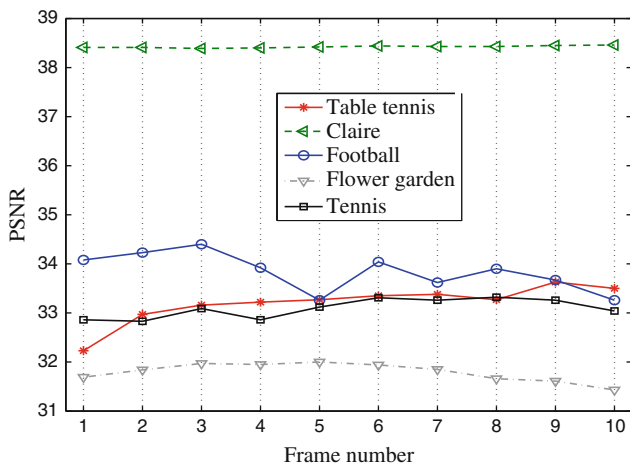 39
38
37
36
35
34
33
32
31
PSNR
Table tennis
Claire
Football
Flower garden
Tennis
1 2 3 4 5 6 7 8 9 10
Frame number